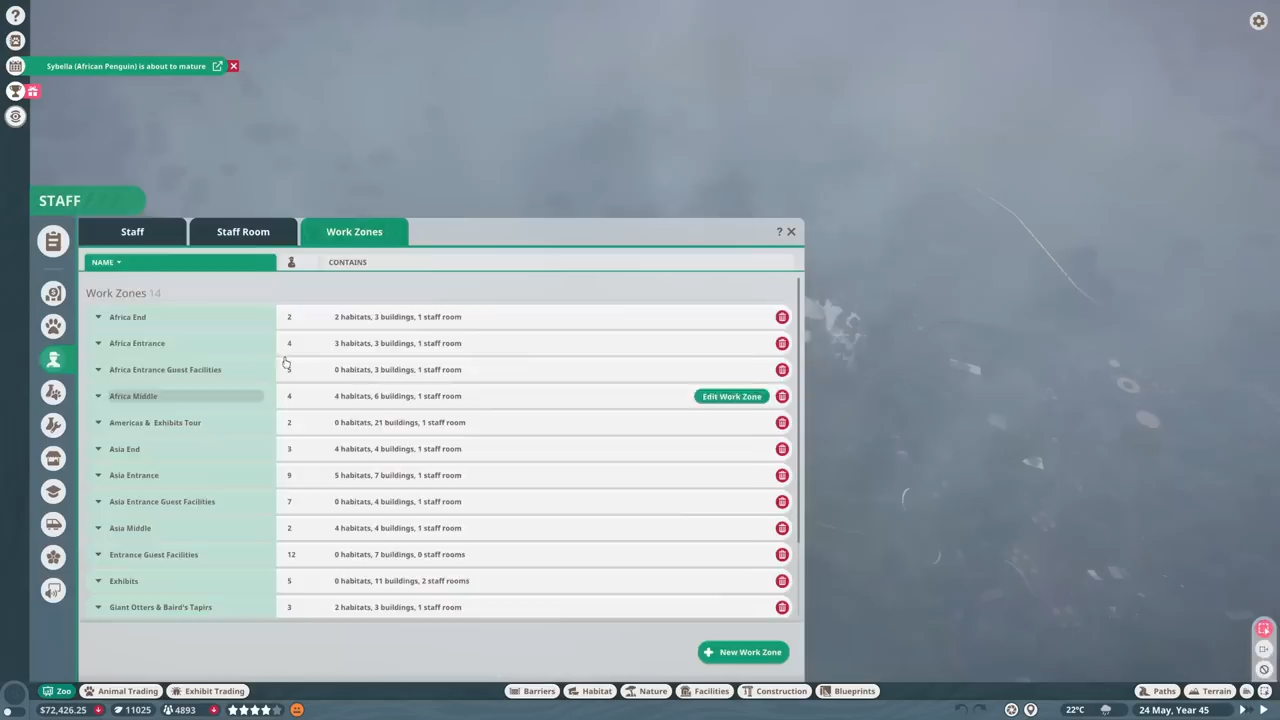 ?
Sybella (African Penguin) is about to mature
STAFF
Staff
Staff Room
Work Zones
?
NAME
CONTAINS
Work Zones 14
Africa End 2 2 habitats, 3 buildings, 1 staff room
Africa Entrance 4 3 habitats, 3 buildings, 1 staff room
Africa Entrance Guest Facilities 0 habitats, 3 buildings, 1 staff room
Africa Middle 4 4 habitats, 6 buildings, 1 staff room Edit Work Zone
Americas & Exhibits Tour 2 0 habitats, 21 buildings, 1 staff room
Asia End 3 4 habitats, 4 buildings, 1 staff room
Asia Entrance 9 5 habitats, 7 buildings, 1 staff room
Asia Entrance Guest Facilities 7 0 habitats, 4 buildings, 1 staff room
Asia Middle 2 4 habitats, 4 buildings, 1 staff room
Entrance Guest Facilities 12 0 habitats, 7 buildings, 0 staff rooms
Exhibits 5 0 habitats, 11 buildings, 2 staff rooms
Giant Otters & Baird's Tapirs 3 2 habitats, 3 buildings, 1 staff room
New Work Zone
Zoo
Animal Trading
Exhibit Trading
Barriers
Habitat
Nature
Facilities
Construction
Blueprints
Paths
Terrain
$72,426.25
11025
4893
22°C
24 May, Year 45